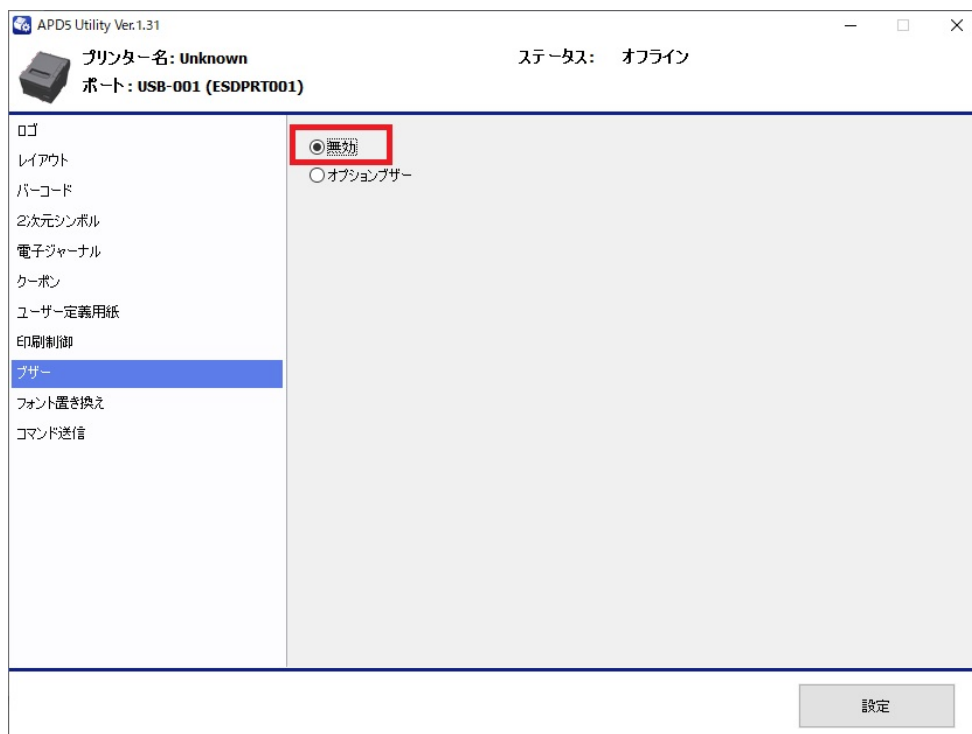 APD5 Utility Ver.1.31
プリンター名: Unknown
ステータス: オフライン
ポート: USB-001 (ESDPRT001)
ロゴ
レイアウト
バーコード
2次元シンボル
電子ジャーナル
クーポン
ユーザー定義用紙
印刷制御
ブザー
フォント置き換え
コマンド送信
無効
オプションブザー
設定